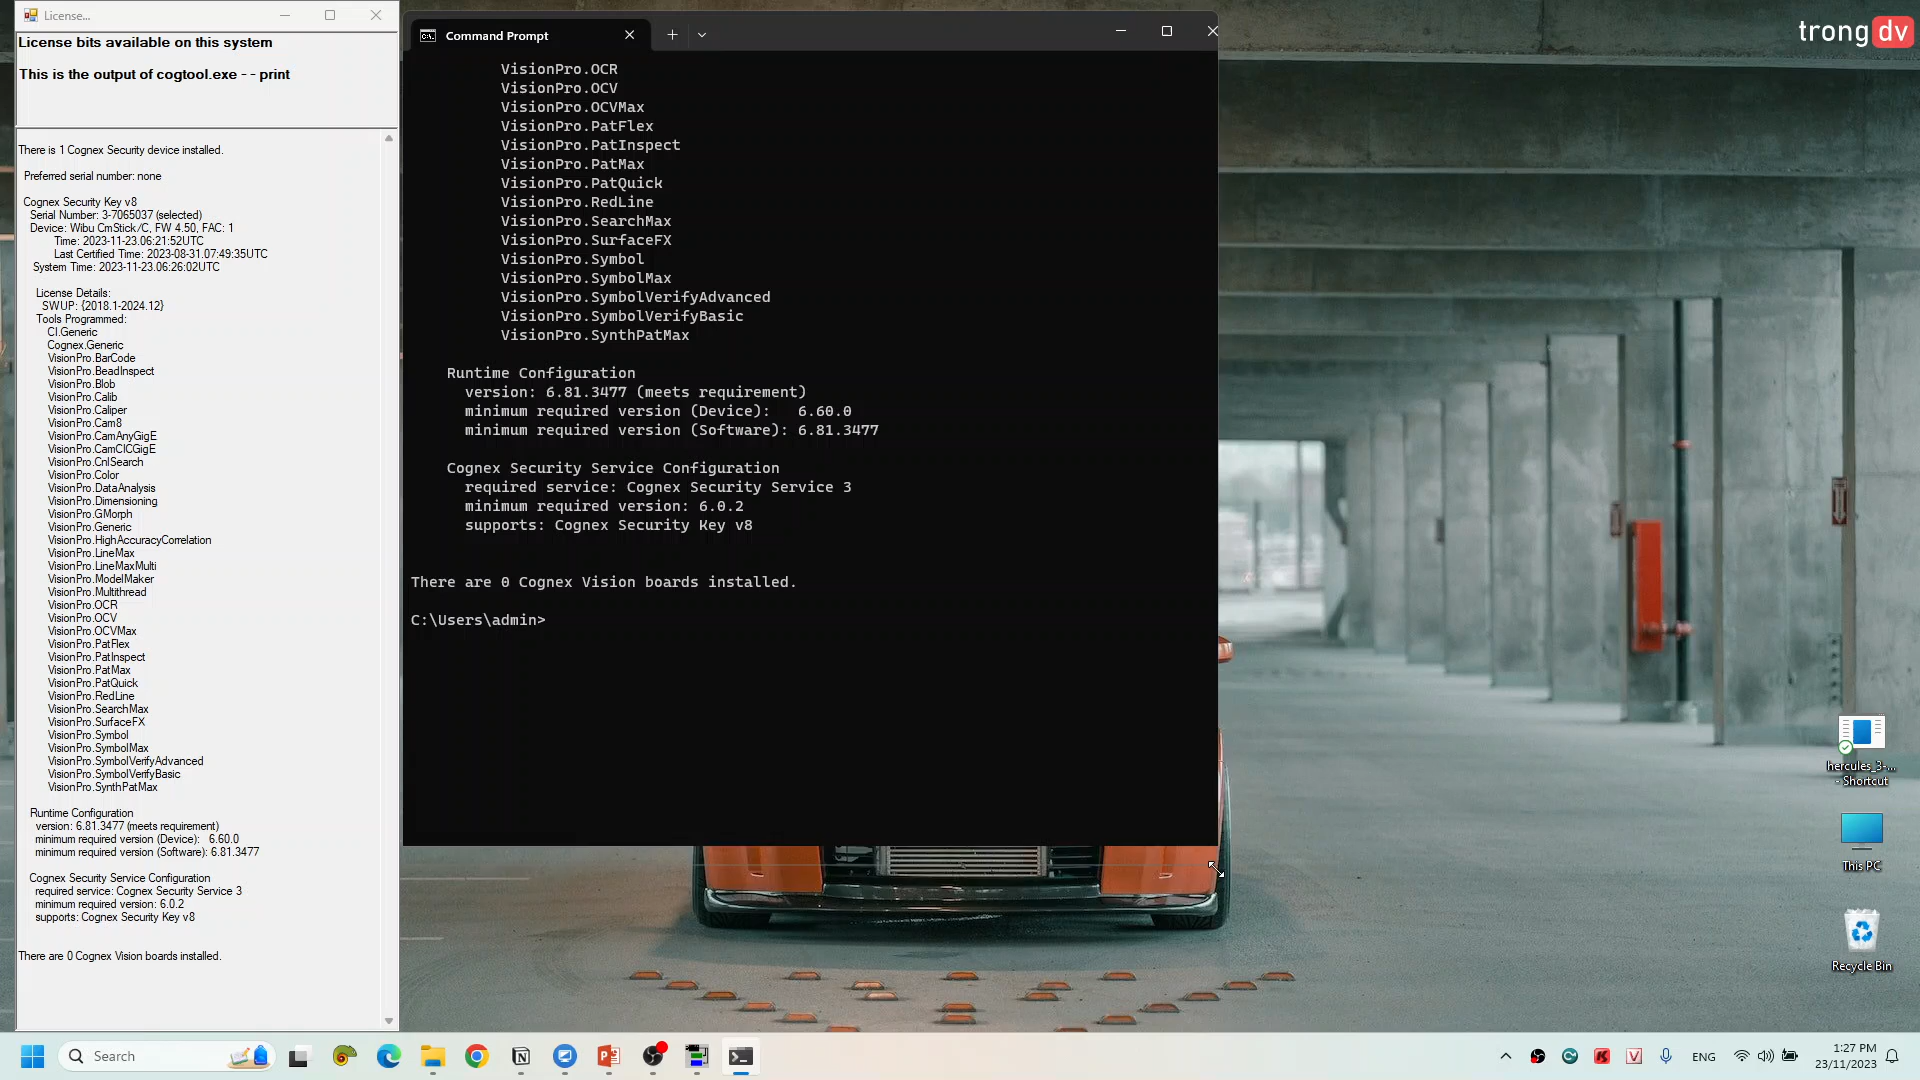 License...
License bits available on this system
This is the output of cogtool.exe - - print
There is 1 Cognex Security device installed.
Preferred serial number: none
Cognex Security Key v8
Serial Number: 3-7065037 (selected)
Device: Wibu CmStick/C, FW 4.50, FAC: 1
Time: 2023-11-23.06:21:52UTC
Last Certified Time: 2023-08-31.07:49:35UTC
System Time: 2023-11-23.06:26:02UTC
License Details:
SWUP: {2018.1-2024.12}
Tools Programmed:
CI.Generic
Cognex.Generic
VisionPro.BarCode
VisionPro.BeadInspect
VisionPro.Blob
VisionPro.Calib
VisionPro.Caliper
VisionPro.Cam8
VisionPro.CamAnyGigE
VisionPro.CamCICGigE
VisionPro.CnlSearch
VisionPro.Color
VisionPro.DataAnalysis
VisionPro.Dimensioning
VisionPro.GMorph
VisionPro.Generic
VisionPro.HighAccuracyCorrelation
VisionPro.LineMax
VisionPro.LineMaxMulti
VisionPro.ModelMaker
VisionPro.Multithread
VisionPro.OCR
VisionPro.OCV
VisionPro.OCVMax
VisionPro.PatFlex
VisionPro.PatInspect
VisionPro.PatMax
VisionPro.PatQuick
VisionPro.RedLine
VisionPro.SearchMax
VisionPro.SurfaceFX
VisionPro.Symbol
VisionPro.SymbolMax
VisionPro.SymbolVerifyAdvanced
VisionPro.SymbolVerifyBasic
VisionPro.SynthPatMax
Runtime Configuration
version: 6.81.3477 (meets requirement)
minimum required version (Device): 6.60.0
minimum required version (Software): 6.81.3477
Cognex Security Service Configuration
required service: Cognex Security Service 3
minimum required version: 6.0.2
supports: Cognex Security Key v8
There are 0 Cognex Vision boards installed.
Command Prompt
VisionPro.OCR
VisionPro.OCV
VisionPro.OCVMax
VisionPro.PatFlex
VisionPro.PatInspect
VisionPro.PatMax
VisionPro.PatQuick
VisionPro.RedLine
VisionPro.SearchMax
VisionPro.SurfaceFX
VisionPro.Symbol
VisionPro.SymbolMax
VisionPro.SymbolVerifyAdvanced
VisionPro.SymbolVerifyBasic
VisionPro.SynthPatMax
Runtime Configuration
version: 6.81.3477 (meets requirement)
minimum required version (Device): 6.60.0
minimum required version (Software): 6.81.3477
Cognex Security Service Configuration
required service: Cognex Security Service 3
minimum required version: 6.0.2
supports: Cognex Security Key v8
There are 0 Cognex Vision boards installed.
C:\Users\admin>
trong dv
hercules_3-...
- Shortcut
This PC
Recycle Bin
Search
ENG
1:27 PM
23/11/2023